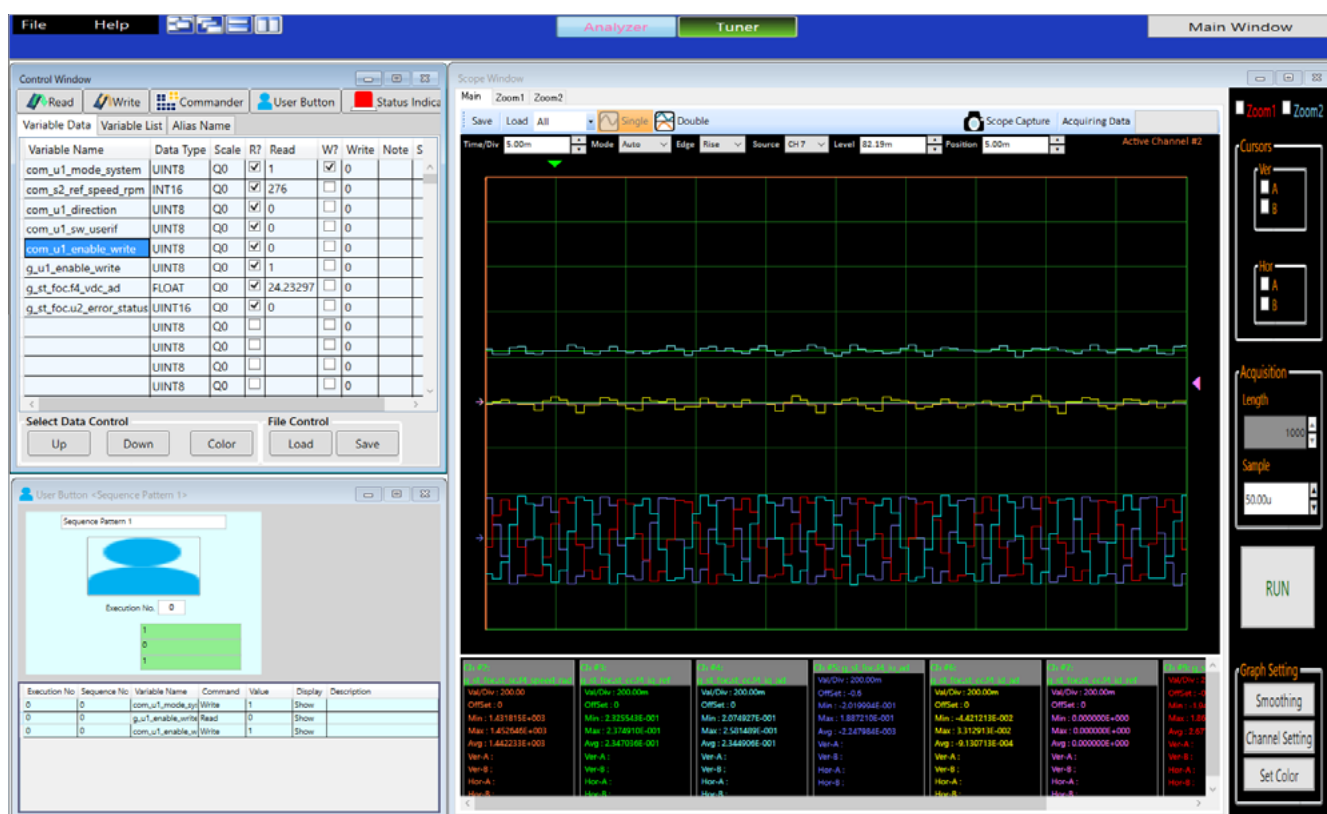 File Help Analyzer Tuner Main Window
Control Window
Read Write Commander User Button Status Indica
Variable Data Variable List Alias Name
Variable Name Data Type Scale R? Read W? Write Note S
com_u1_mode_system UINT8 Q0 1 0
com_s2_ref_speed_rpm INT16 Q0 276 0
com_u1_direction UINT8 Q0 0 0
com_u1_sw_userif UINT8 Q0 0 0
com_u1_enable_write UINT8 Q0 0 0
g_u1_enable_write UINT8 Q0 1 0
g_st_foc.f4_vdc_ad FLOAT Q0 24.23297 0
g_st_foc.u2_error_status UINT16 Q0 0 0
UINT8 Q0 0
UINT8 Q0 0
UINT8 Q0 0
UINT8 Q0 0
Select Data Control File Control
Up Down Color Load Save
User Button <Sequence Pattern 1>
Sequence Pattern 1
Execution No. 0
1
0
1
Execution No Sequence No Variable Name Command Value Display Description
0 0 com_u1_mode_sy Write 1 Show
0 0 g_u1_enable_write Read 0 Show
0 0 com_u1_enable_w Write 1 Show
Scope Window
Main Zoom1 Zoom2
Save Load All Single Double Scope Capture Acquiring Data
Time/Div 5.00m Mode Auto Edge Rise Source CH7 Level 82.19m Position 5.00m Active Channel #2
Ch #2:
Val/Div : 200.00
OffSet : 0
Min : 1.431815E+003
Max : 1.452646E+003
Avg : 1.442233E+003
Ver-A :
Ver-B :
Hor-A :
Hor-B :
Ch #3:
Val/Div : 200.00m
OffSet : 0
Min : 2.325543E-001
Max : 2.374910E-001
Avg : 2.347036E-001
Ver-A :
Ver-B :
Hor-A :
Hor-B :
Ch #4:
Val/Div : 200.00m
OffSet : 0
Min : 2.074927E-001
Max : 2.581489E-001
Avg : 2.344906E-001
Ver-A :
Ver-B :
Hor-A :
Hor-B :
Ch #5: g_st_foc.f4_iu_ad
Val/Div : 200.00m
OffSet : -0.6
Min : -2.019994E-001
Max : 1.887210E-001
Avg : -2.247984E-001
Ver-A :
Ver-B :
Hor-A :
Hor-B :
Ch #6:
Val/Div : 200.00m
OffSet : 0
Min : -4.421213E-002
Max : 3.312913E-002
Avg : -9.130713E-004
Ver-A :
Ver-B :
Hor-A :
Hor-B :
Ch #7:
Val/Div : 200.00m
OffSet : 0
Min : 0.000000E+000
Max : 0.000000E+000
Avg : 0.000000E+000
Ver-A :
Ver-B :
Hor-A :
Hor-B :
Zoom1 Zoom2
Cursors
Ver
A
B
Hor
A
B
Acquisition
Length
1000
Sample
50.00u
RUN
Graph Setting
Smoothing
Channel Setting
Set Color